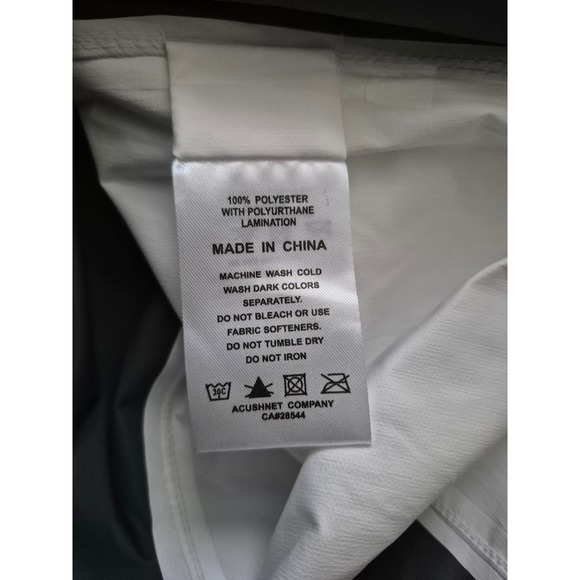 100% POLYESTER
WITH POLYURTHANE
LAMINATION
MADE IN CHINA
MACHINE WASH COLD
WASH DARK COLORS
SEPARATELY.
DO NOT BLEACH OR USE
FABRIC SOFTENERS.
DO NOT TUMBLE DRY
DO NOT IRON
30C
ACUSHNET COMPANY
CA#28544